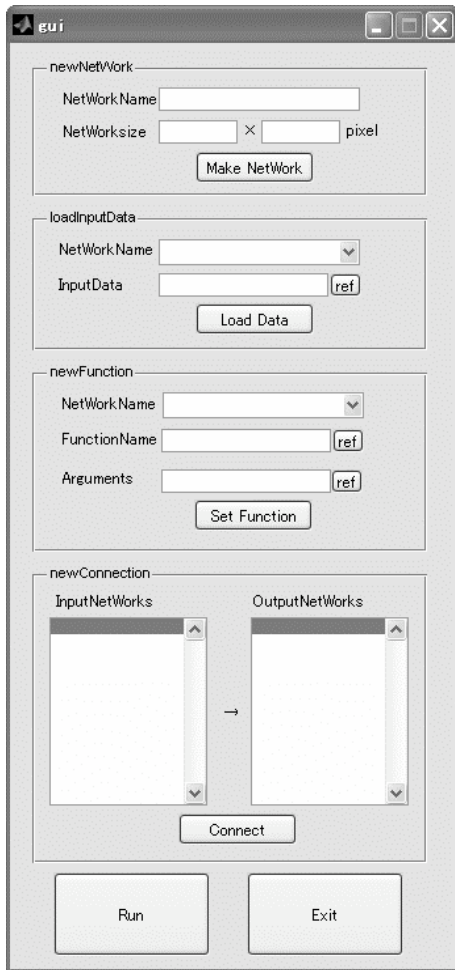 gui
newNetWork
NetWorkName
NetWorksize × pixel
Make NetWork
loadInputData
NetWorkName
InputData ref
Load Data
newFunction
NetWorkName
FunctionName ref
Arguments ref
Set Function
newConnection
InputNetWorks OutputNetWorks
→
Connect
Run Exit